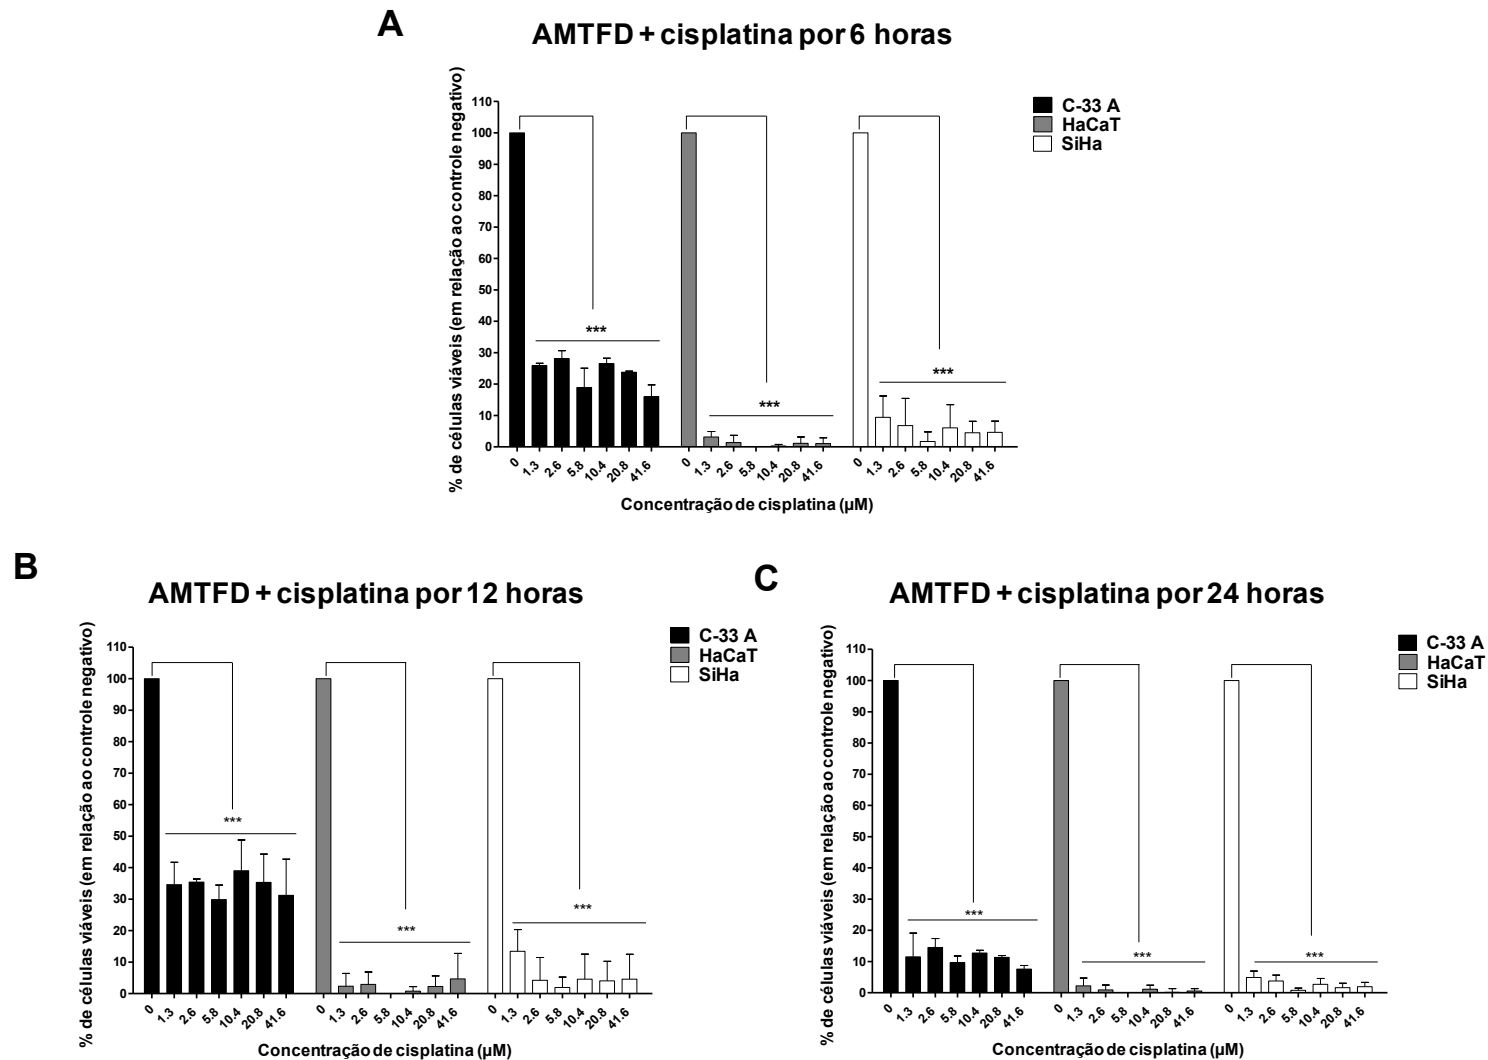 A
AMTFD + cisplatina por 6 horas
% de células viáveis (em relação ao controle negativo)
110
100
90
80
70
60
50
40
30
20
10
0
***
***
***
C-33 A
HaCaT
SiHa
0 1.3 2.6 5.8 10.4 20.8 41.6 0 1.3 2.6 5.8 10.4 20.8 41.6 0 1.3 2.6 5.8 10.4 20.8 41.6
Concentração de cisplatina (µM)
B
AMTFD + cisplatina por 12 horas
% de células viáveis (em relação ao controle negativo)
110
100
90
80
70
60
50
40
30
20
10
0
***
***
***
C-33 A
HaCaT
SiHa
0 1.3 2.6 5.8 10.4 20.8 41.6 0 1.3 2.6 5.8 10.4 20.8 41.6 0 1.3 2.6 5.8 10.4 20.8 41.6
Concentração de cisplatina (µM)
C
AMTFD + cisplatina por 24 horas
% de células viáveis (em relação ao controle negativo)
110
100
90
80
70
60
50
40
30
20
10
0
***
***
***
C-33 A
HaCaT
SiHa
0 1.3 2.6 5.8 10.4 20.8 41.6 0 1.3 2.6 5.8 10.4 20.8 41.6 0 1.3 2.6 5.8 10.4 20.8 41.6
Concentração de cisplatina (µM)